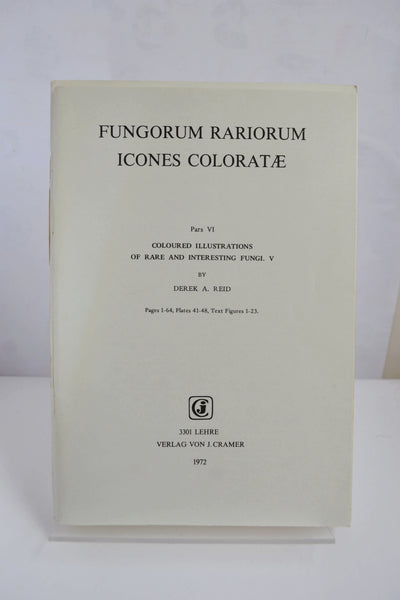 FUNGORUM RARIORUM
ICONES COLORATÆ
Pars VI
COLOURED ILLUSTRATIONS
OF RARE AND INTERESTING FUNGI. V
BY
DEREK A. REID
Pages 1-64, Plates 41-48, Text Figures 1-23.
JC
3301 LEHRE
VERLAG VON J. CRAMER
1972